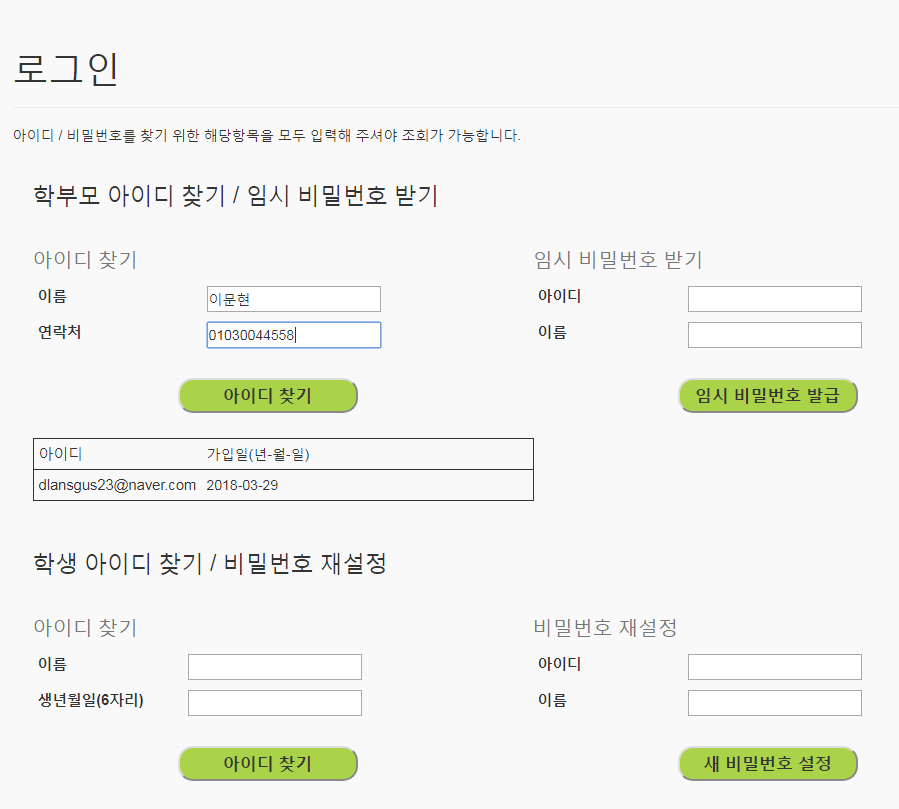 로그인
아이디 / 비밀번호를 찾기 위한 해당항목을 모두 입력해 주셔야 조회가 가능합니다.
학부모 아이디 찾기 / 임시 비밀번호 받기
아이디 찾기 임시 비밀번호 받기
이름 이문현 아이디
연락처 01030044558 이름
아이디 찾기 임시 비밀번호 발급
아이디 가입일(년-월-일)
dlansgus23@naver.com 2018-03-29
학생 아이디 찾기 / 비밀번호 재설정
아이디 찾기 비밀번호 재설정
이름 아이디
생년월일(6자리) 이름
아이디 찾기 새 비밀번호 설정